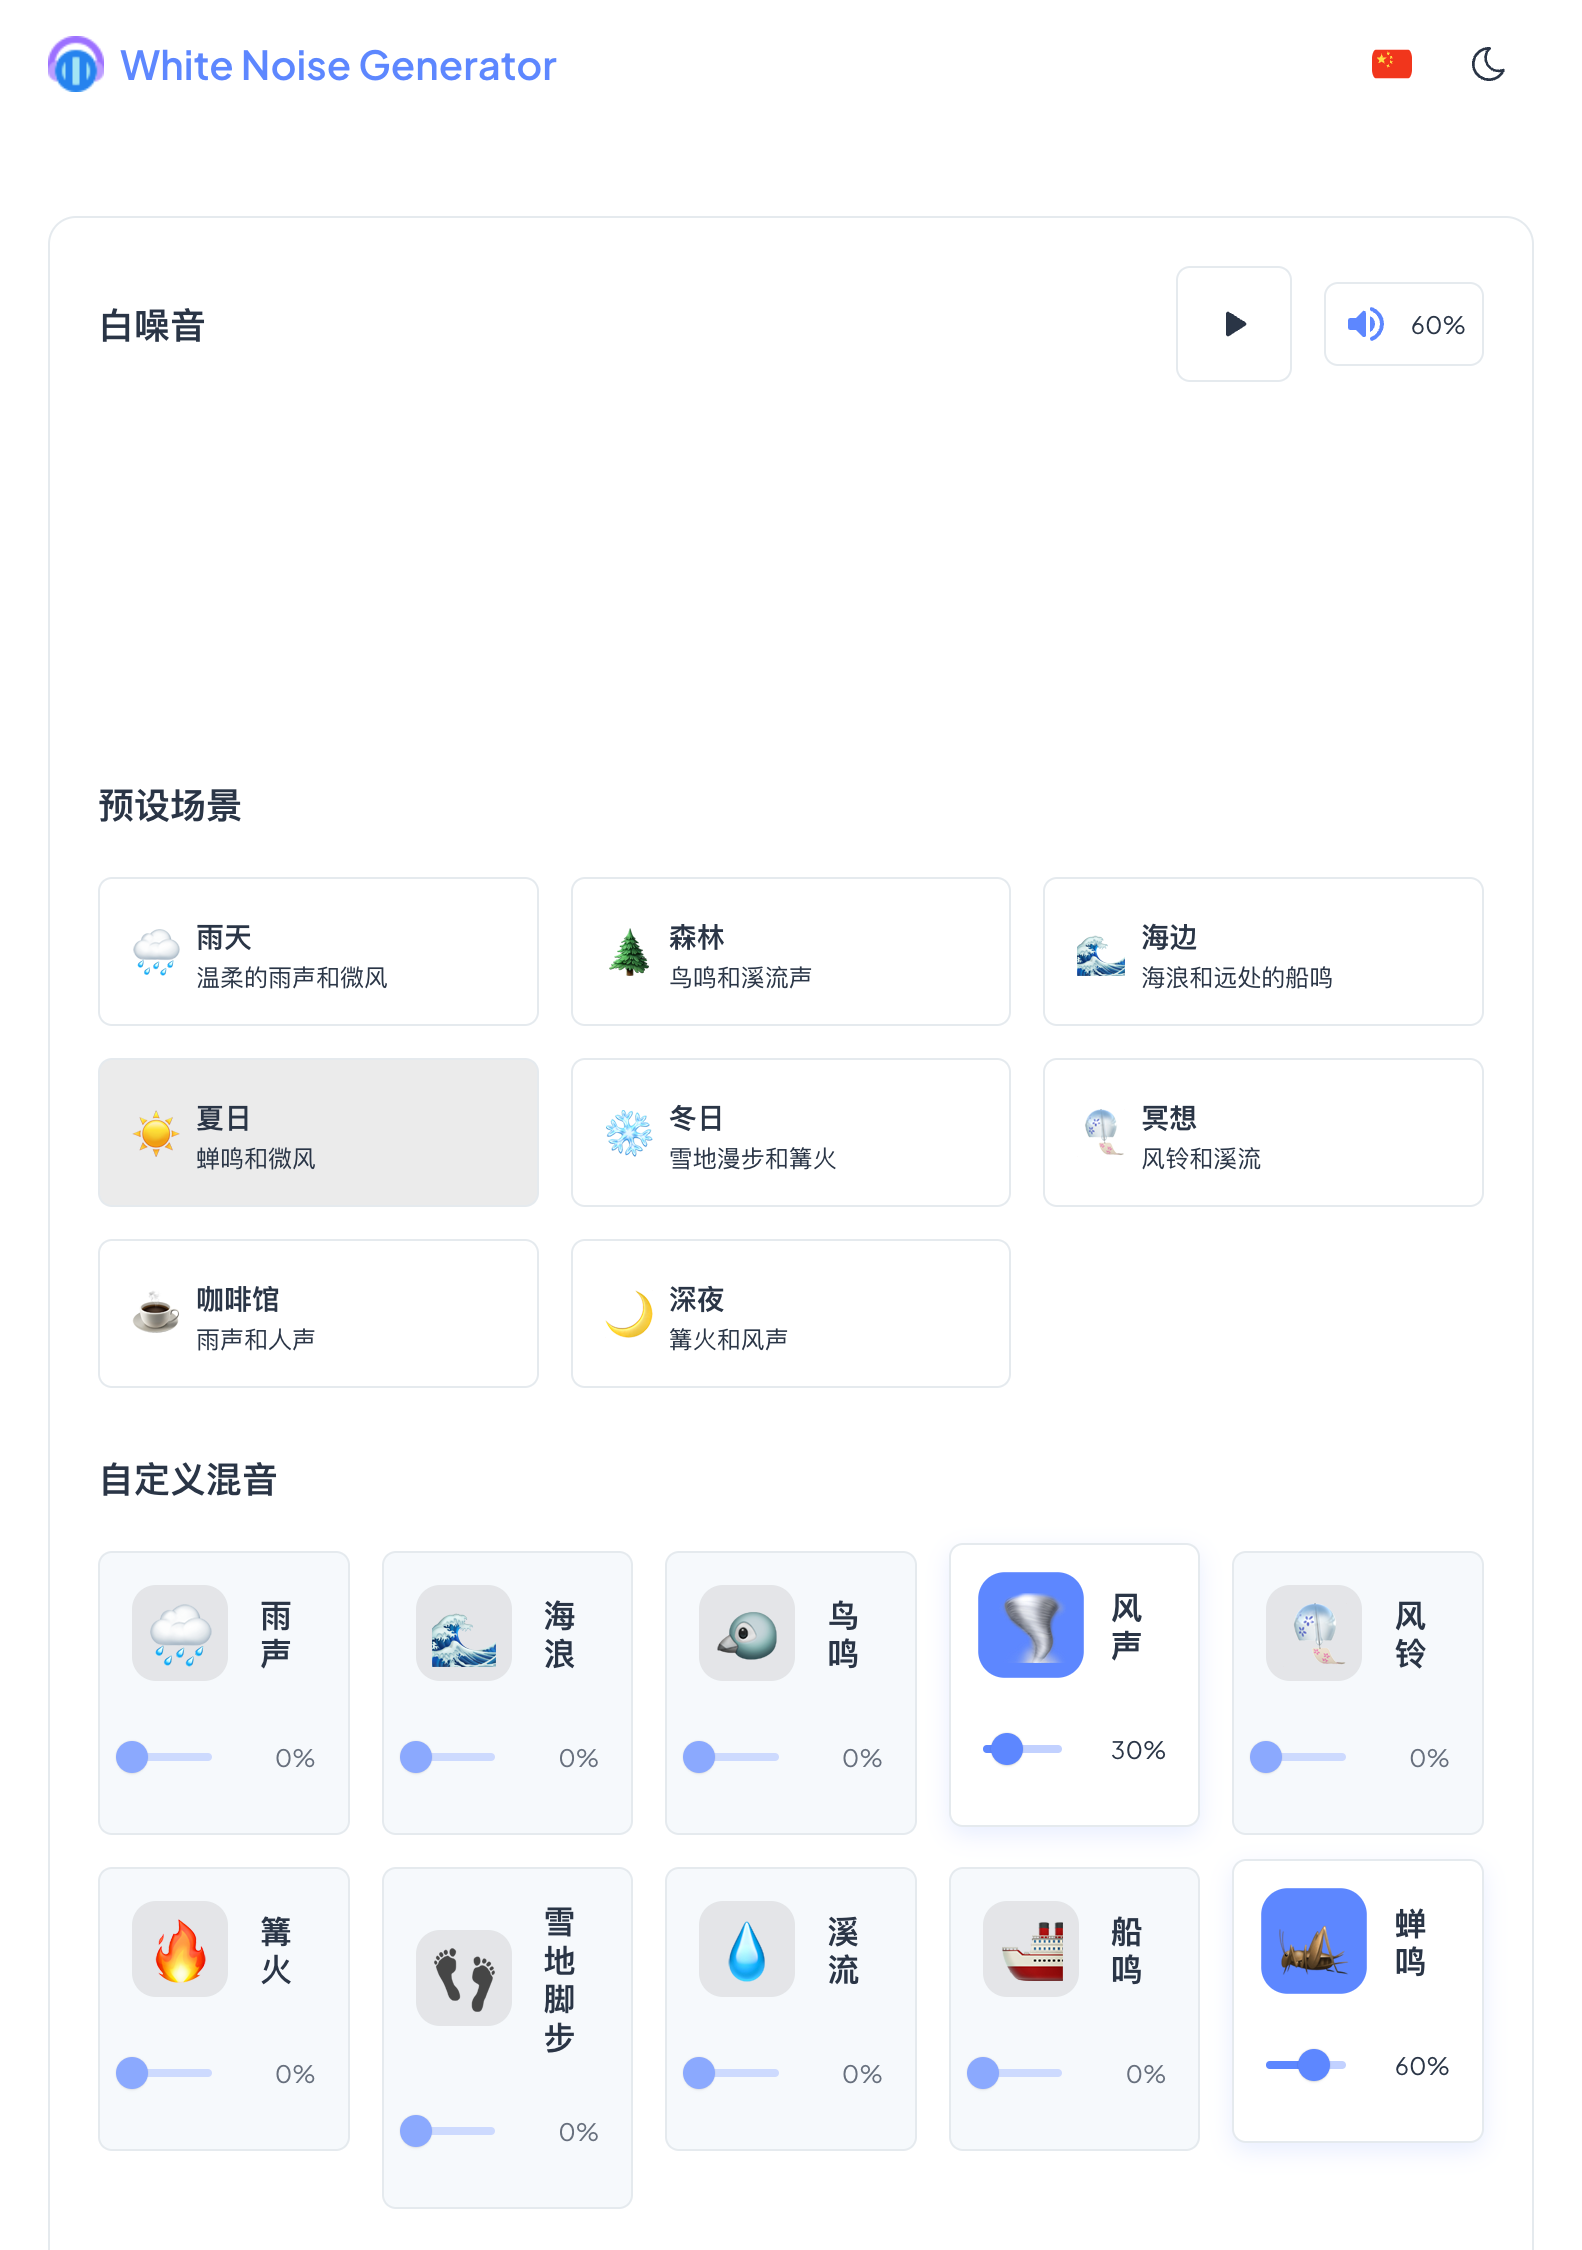 White Noise Generator
白噪音
60%
预设场景
雨天
温柔的雨声和微风
森林
鸟鸣和溪流声
海边
海浪和远处的船鸣
夏日
蝉鸣和微风
冬日
雪地漫步和篝火
冥想
风铃和溪流
咖啡馆
雨声和人声
深夜
篝火和风声
自定义混音
雨
声
0%
海
浪
0%
鸟
鸣
0%
风
声
30%
风
铃
0%
篝
火
0%
雪
地
脚
步
0%
溪
流
0%
船
鸣
0%
蝉
鸣
60%